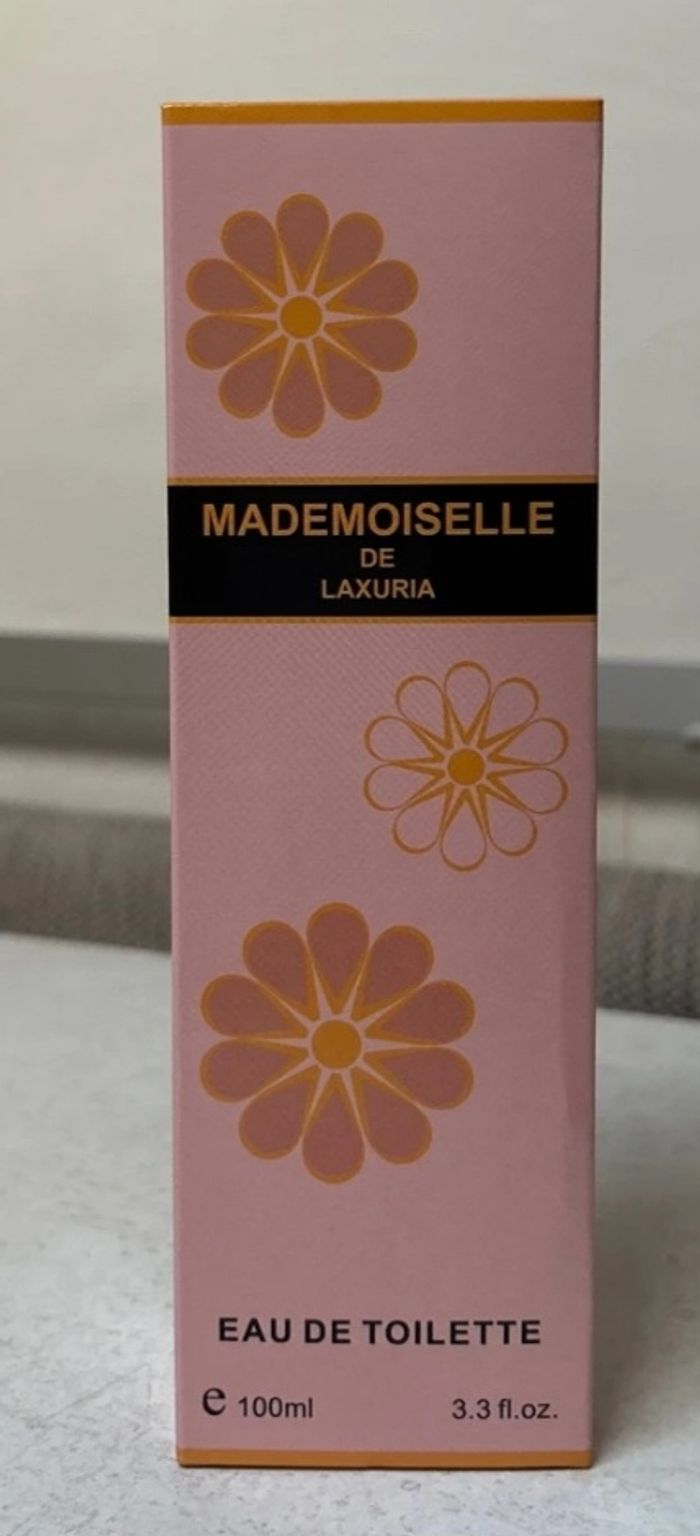 MADEMOISELLE
DE
LAXURIA
EAU DE TOILETTE
e 100ml 3.3 fl.oz.